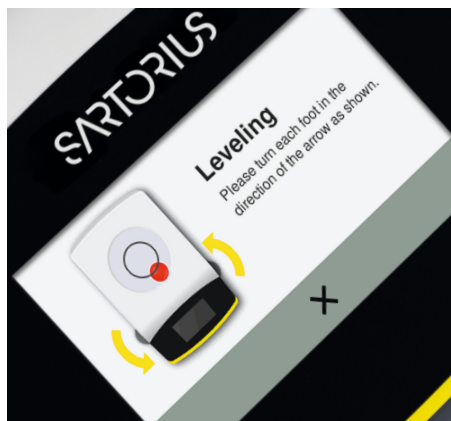 SARTORIUS
Leveling
Please turn each foot in the
direction of the arrow as shown.